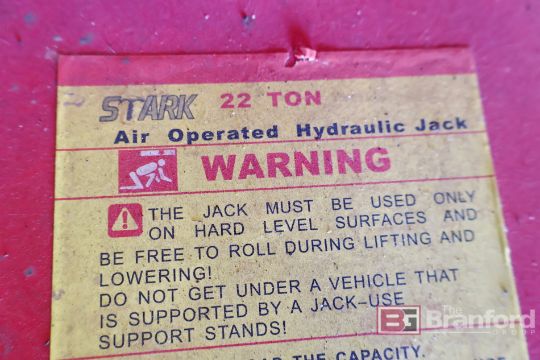 STARK 22 TON
Air Operated Hydraulic Jack
WARNING
THE JACK MUST BE USED ONLY
ON HARD LEVEL SURFACES AND
BE FREE TO ROLL DURING LIFTING AND
LOWERING!
DO NOT GET UNDER A VEHICLE THAT
IS SUPPORTED BY A JACK-USE
SUPPORT STANDS!
THE CAPACITY.
The
BG Branford
GROUP